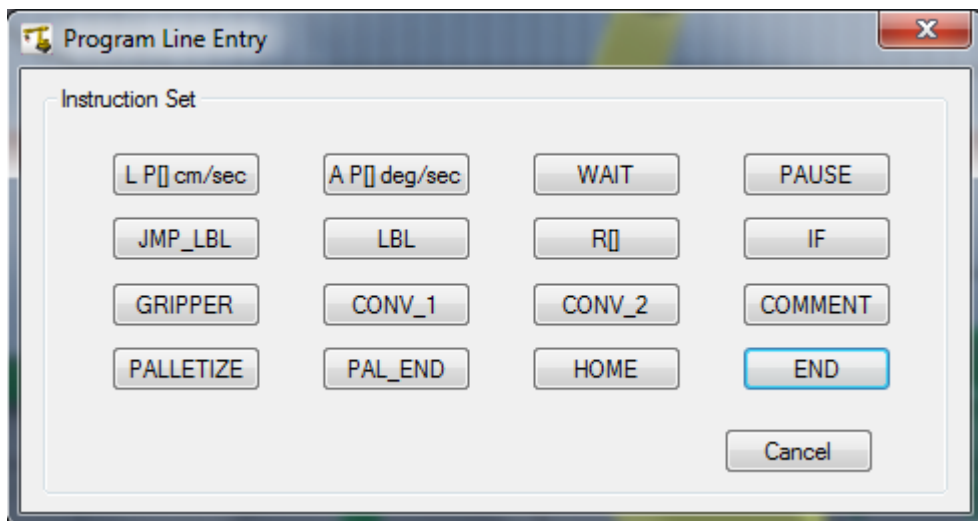 Program Line Entry
Instruction Set
L P[] cm/sec A P[] deg/sec WAIT PAUSE
JMP_LBL LBL R[] IF
GRIPPER CONV_1 CONV_2 COMMENT
PALLETIZE PAL_END HOME END
Cancel